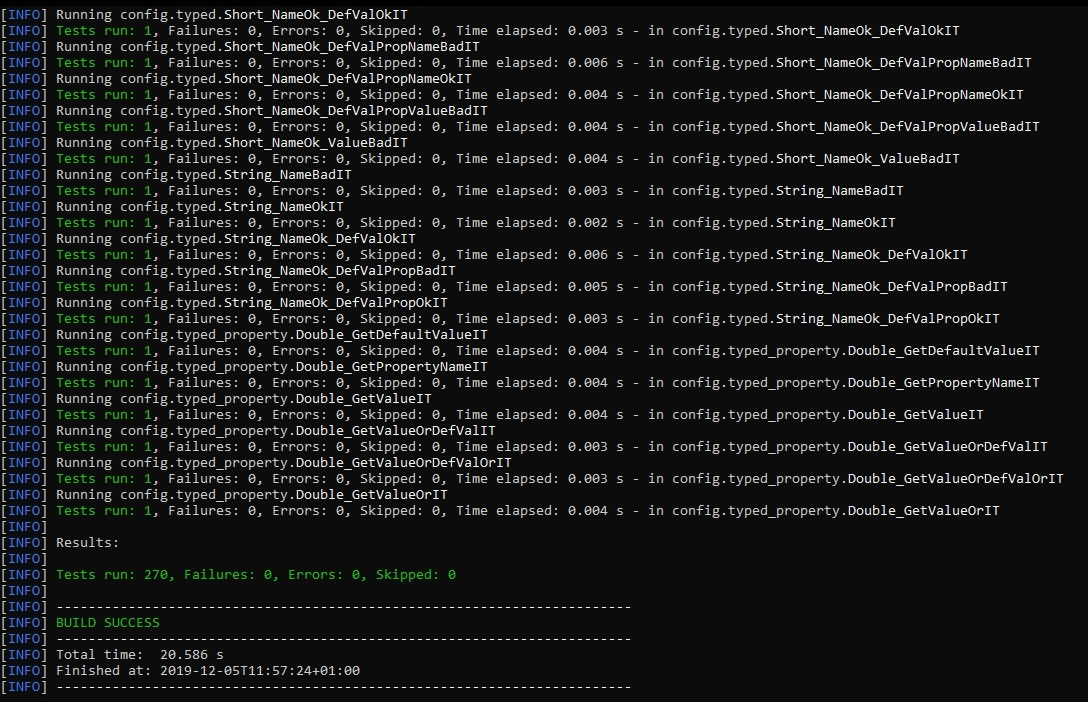 [INFO] Running config.typed.Short_NameOk_DefValOkIT
[INFO] Tests run: 1, Failures: 0, Errors: 0, Skipped: 0, Time elapsed: 0.003 s - in config.typed.Short_NameOk_DefValOkIT
[INFO] Running config.typed.Short_NameOk_DefValPropNameBadIT
[INFO] Tests run: 1, Failures: 0, Errors: 0, Skipped: 0, Time elapsed: 0.006 s - in config.typed.Short_NameOk_DefValPropNameBadIT
[INFO] Running config.typed.Short_NameOk_DefValPropNameOkIT
[INFO] Tests run: 1, Failures: 0, Errors: 0, Skipped: 0, Time elapsed: 0.004 s - in config.typed.Short_NameOk_DefValPropNameOkIT
[INFO] Running config.typed.Short_NameOk_DefValPropValueBadIT
[INFO] Tests run: 1, Failures: 0, Errors: 0, Skipped: 0, Time elapsed: 0.004 s - in config.typed.Short_NameOk_DefValPropValueBadIT
[INFO] Running config.typed.Short_NameOk_ValueBadIT
[INFO] Tests run: 1, Failures: 0, Errors: 0, Skipped: 0, Time elapsed: 0.004 s - in config.typed.Short_NameOk_ValueBadIT
[INFO] Running config.typed.String_NameBadIT
[INFO] Tests run: 1, Failures: 0, Errors: 0, Skipped: 0, Time elapsed: 0.003 s - in config.typed.String_NameBadIT
[INFO] Running config.typed.String_NameOkIT
[INFO] Tests run: 1, Failures: 0, Errors: 0, Skipped: 0, Time elapsed: 0.002 s - in config.typed.String_NameOkIT
[INFO] Running config.typed.String_NameOk_DefValOkIT
[INFO] Tests run: 1, Failures: 0, Errors: 0, Skipped: 0, Time elapsed: 0.006 s - in config.typed.String_NameOk_DefValOkIT
[INFO] Running config.typed.String_NameOk_DefValPropBadIT
[INFO] Tests run: 1, Failures: 0, Errors: 0, Skipped: 0, Time elapsed: 0.005 s - in config.typed.String_NameOk_DefValPropBadIT
[INFO] Running config.typed.String_NameOk_DefValPropOkIT
[INFO] Tests run: 1, Failures: 0, Errors: 0, Skipped: 0, Time elapsed: 0.003 s - in config.typed.String_NameOk_DefValPropOkIT
[INFO] Running config.typed_property.Double_GetDefaultValueIT
[INFO] Tests run: 1, Failures: 0, Errors: 0, Skipped: 0, Time elapsed: 0.004 s - in config.typed_property.Double_GetDefaultValueIT
[INFO] Running config.typed_property.Double_GetPropertyNameIT
[INFO] Tests run: 1, Failures: 0, Errors: 0, Skipped: 0, Time elapsed: 0.004 s - in config.typed_property.Double_GetPropertyNameIT
[INFO] Running config.typed_property.Double_GetValueIT
[INFO] Tests run: 1, Failures: 0, Errors: 0, Skipped: 0, Time elapsed: 0.004 s - in config.typed_property.Double_GetValueIT
[INFO] Running config.typed_property.Double_GetValueOrDefValIT
[INFO] Tests run: 1, Failures: 0, Errors: 0, Skipped: 0, Time elapsed: 0.003 s - in config.typed_property.Double_GetValueOrDefValIT
[INFO] Running config.typed_property.Double_GetValueOrDefValOrIT
[INFO] Tests run: 1, Failures: 0, Errors: 0, Skipped: 0, Time elapsed: 0.003 s - in config.typed_property.Double_GetValueOrDefValOrIT
[INFO] Running config.typed_property.Double_GetValueOrIT
[INFO] Tests run: 1, Failures: 0, Errors: 0, Skipped: 0, Time elapsed: 0.004 s - in config.typed_property.Double_GetValueOrIT
[INFO]
[INFO] Results:
[INFO]
[INFO] Tests run: 270, Failures: 0, Errors: 0, Skipped: 0
[INFO]
[INFO] ------------------------------------------------------------------------
[INFO] BUILD SUCCESS
[INFO] ------------------------------------------------------------------------
[INFO] Total time:  20.586 s
[INFO] Finished at: 2019-12-05T11:57:24+01:00
[INFO] ------------------------------------------------------------------------